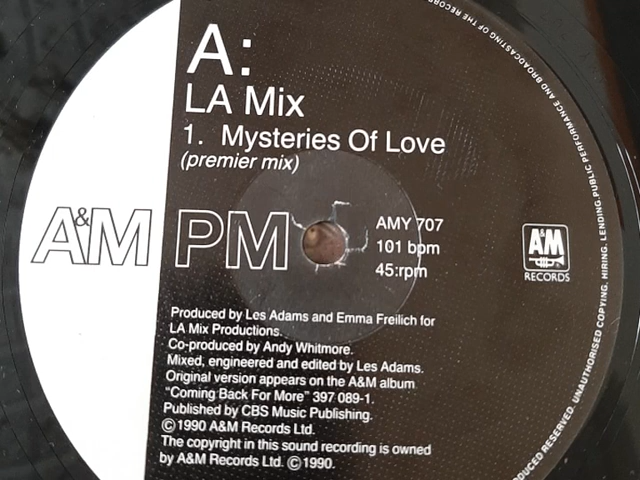 A:
LA Mix
1. Mysteries Of Love
(premier mix)
A&M PM
AMY 707
101 bpm
45:rpm
A&M
RECORDS
Produced by Les Adams and Emma Freilich for
LA Mix Productions.
Co-produced by Andy Whitmore.
Mixed, engineered and edited by Les Adams.
Original version appears on the A&M album
“Coming Back For More” 397 089-1.
Published by CBS Music Publishing.
©1990 A&M Records Ltd.
The copyright in this sound recording is owned
by A&M Records Ltd. ©1990.
RESERVED. UNAUTHORISED COPYING. HIRING. LENDING. PUBLIC PERFORMANCE AND BROADCASTING OF THE RECOR